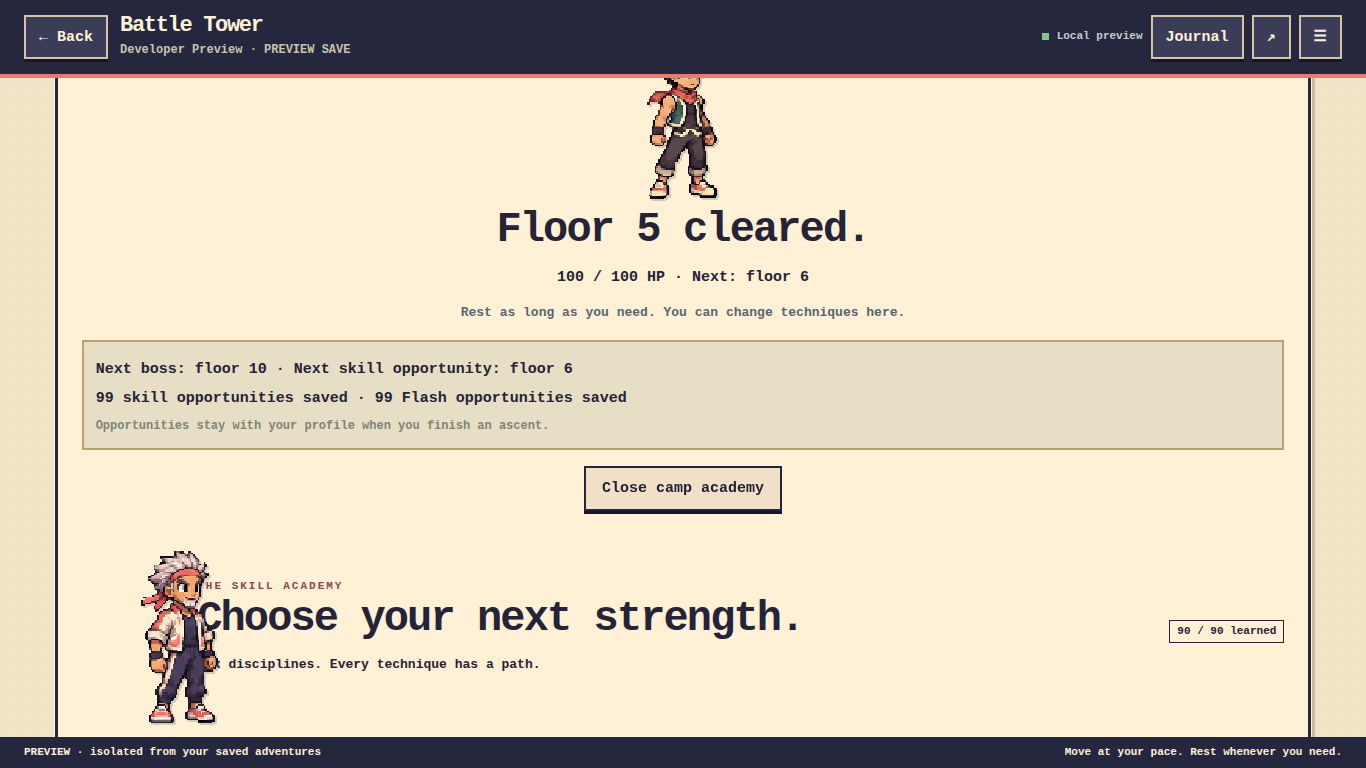 ← Back
Battle Tower
Developer Preview · PREVIEW SAVE
Local preview
Journal
↗
☰
Floor 5 cleared.
100 / 100 HP · Next: floor 6
Rest as long as you need. You can change techniques here.
Next boss: floor 10 · Next skill opportunity: floor 6
99 skill opportunities saved · 99 Flash opportunities saved
Opportunities stay with your profile when you finish an ascent.
Close camp academy
HE SKILL ACADEMY
Choose your next strength.
90 / 90 learned
disciplines. Every technique has a path.
PREVIEW · isolated from your saved adventures
Move at your pace. Rest whenever you need.